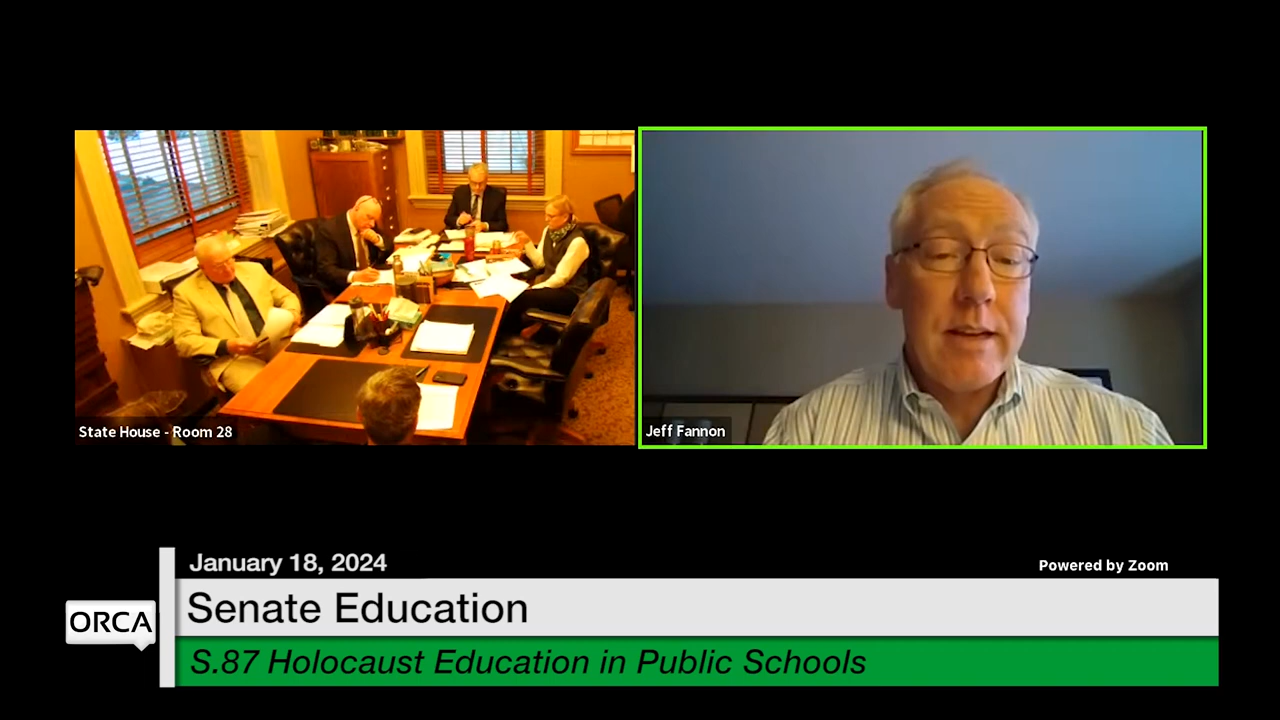 State House - Room 28
Jeff Fannon
January 18, 2024
Powered by Zoom
Senate Education
ORCA
S.87 Holocaust Education in Public Schools